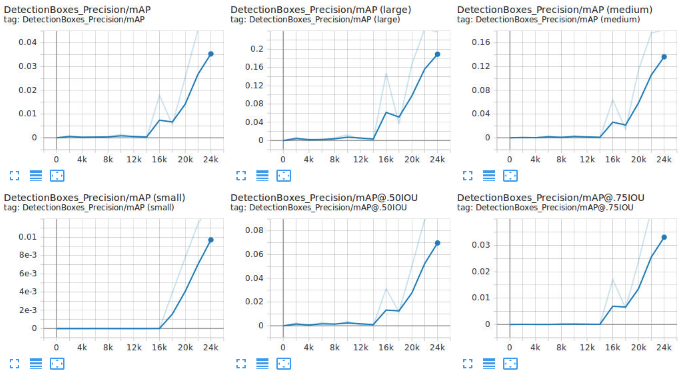 DetectionBoxes_Precision/mAP
tag: DetectionBoxes_Precision/mAP
0.04
0.03
0.02
0.01
0
0 4k 8k 12k 16k 20k 24k
DetectionBoxes_Precision/mAP (large)
tag: DetectionBoxes_Precision/mAP (large)
0.2
0.16
0.12
0.08
0.04
0
0 4k 8k 12k 16k 20k 24k
DetectionBoxes_Precision/mAP (medium)
tag: DetectionBoxes_Precision/mAP (medium)
0.16
0.12
0.08
0.04
0
0 4k 8k 12k 16k 20k 24k
DetectionBoxes_Precision/mAP (small)
tag: DetectionBoxes_Precision/mAP (small)
0.01
8e-3
6e-3
4e-3
2e-3
0
0 4k 8k 12k 16k 20k 24k
DetectionBoxes_Precision/mAP@.50IOU
tag: DetectionBoxes_Precision/mAP@.50IOU
0.08
0.06
0.04
0.02
0
0 4k 8k 12k 16k 20k 24k
DetectionBoxes_Precision/mAP@.75IOU
tag: DetectionBoxes_Precision/mAP@.75IOU
0.03
0.02
0.01
0
0 4k 8k 12k 16k 20k 24k